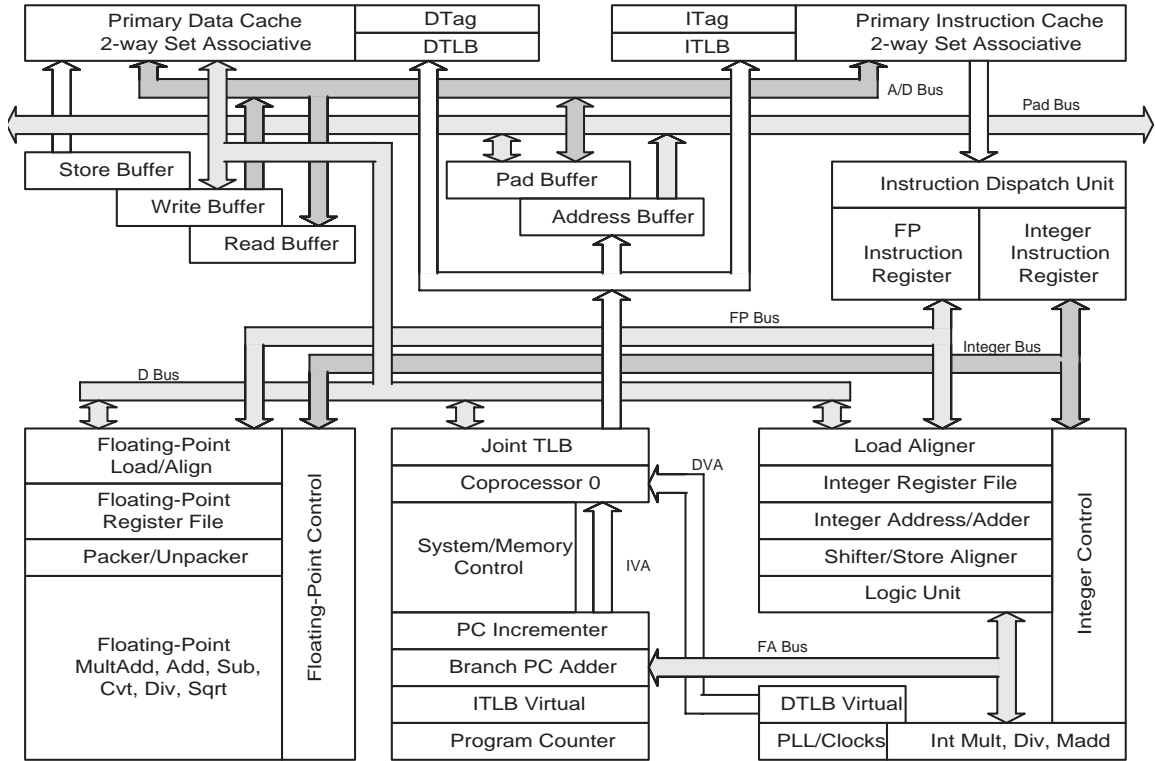 Primary Data Cache
2-way Set Associative
DTag
DTLB
ITag
ITLB
Primary Instruction Cache
2-way Set Associative
A/D Bus
Pad Bus
Store Buffer
Write Buffer
Read Buffer
Pad Buffer
Address Buffer
Instruction Dispatch Unit
FP
Instruction
Register
Integer
Instruction
Register
FP Bus
Integer Bus
D Bus
Floating-Point
Load/Align
Floating-Point
Register File
Packer/Unpacker
Floating-Point
MultAdd, Add, Sub,
Cvt, Div, Sqrt
Floating-Point Control
Joint TLB
Coprocessor 0
System/Memory
Control
PC Incrementer
Branch PC Adder
ITLB Virtual
Program Counter
DVA
IVA
FA Bus
Load Aligner
Integer Register File
Integer Address/Adder
Shifter/Store Aligner
Logic Unit
Integer Control
DTLB Virtual
PLL/Clocks
Int Mult, Div, Madd